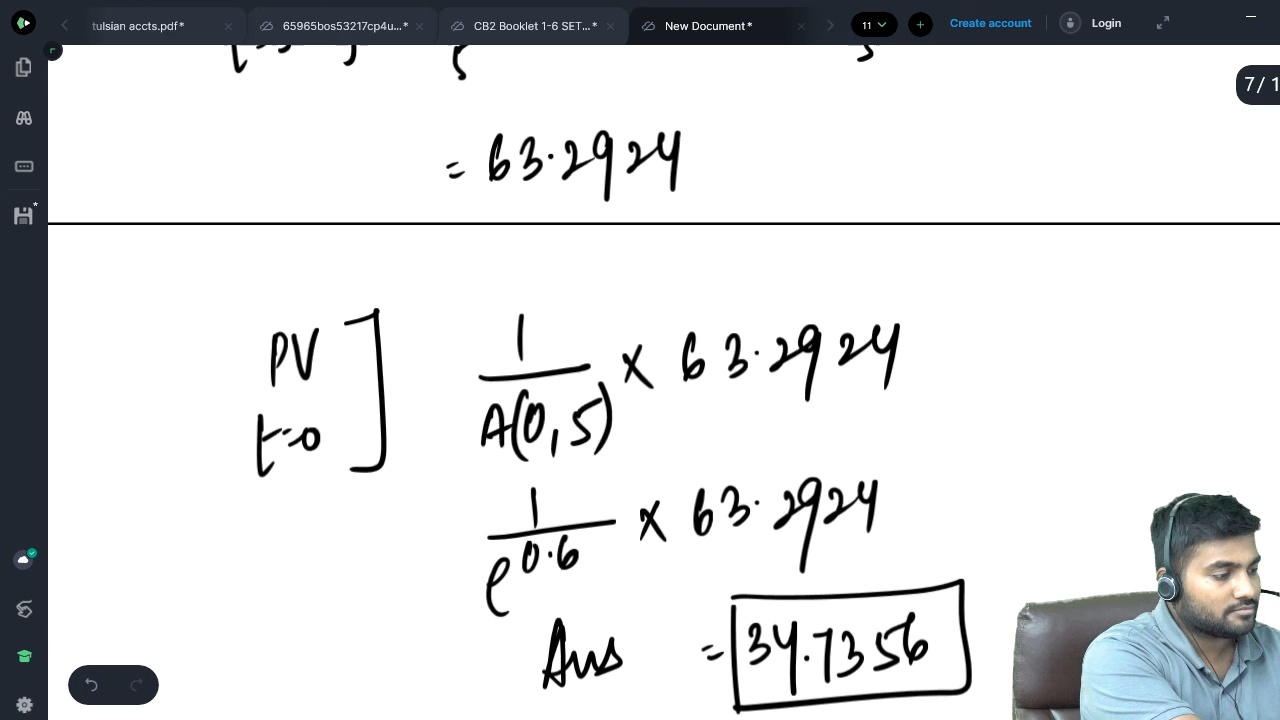 tulsian accts.pdf* 65965bos53217cp4u...* CB2 Booklet 1-6 SET...* New Document* 11 Create account Login
7/1
= 63.2924
PV
t=0
1/A(0,5) × 63.2924
1/e^0.6 × 63.2924
Ans = 34.7356